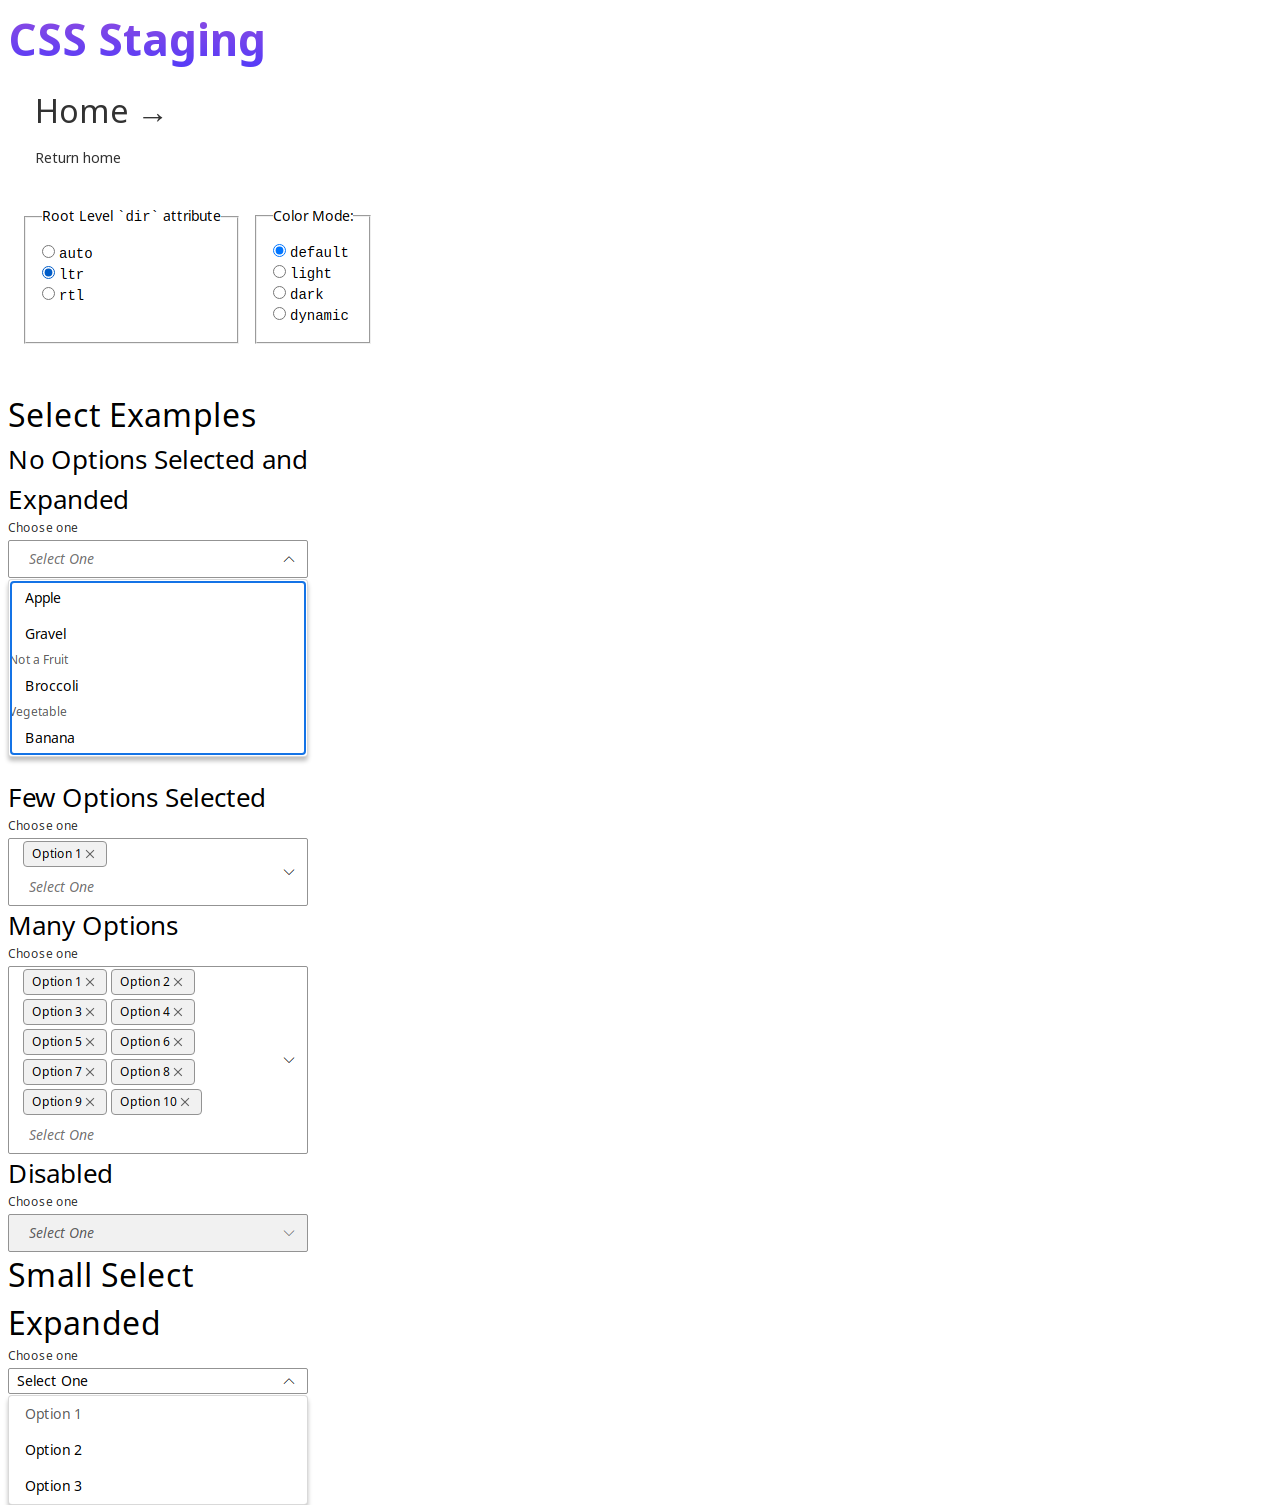 CSS Staging
Home →
Return home
Root Level `dir` attribute
auto
ltr
rtl
Color Mode:
default
light
dark
dynamic
Select Examples
No Options Selected and
Expanded
Choose one
Select One
Apple
Gravel
Not a Fruit
Broccoli
Vegetable
Banana
Few Options Selected
Choose one
Option 1
Select One
Many Options
Choose one
Option 1 Option 2
Option 3 Option 4
Option 5 Option 6
Option 7 Option 8
Option 9 Option 10
Select One
Disabled
Choose one
Select One
Small Select
Expanded
Choose one
Select One
Option 1
Option 2
Option 3